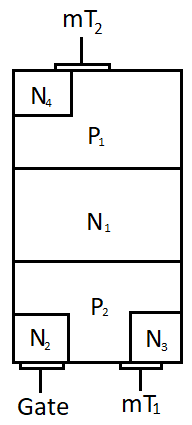 mT₂
N₄
P₁
N₁
P₂
N₂
N₃
Gate mT₁